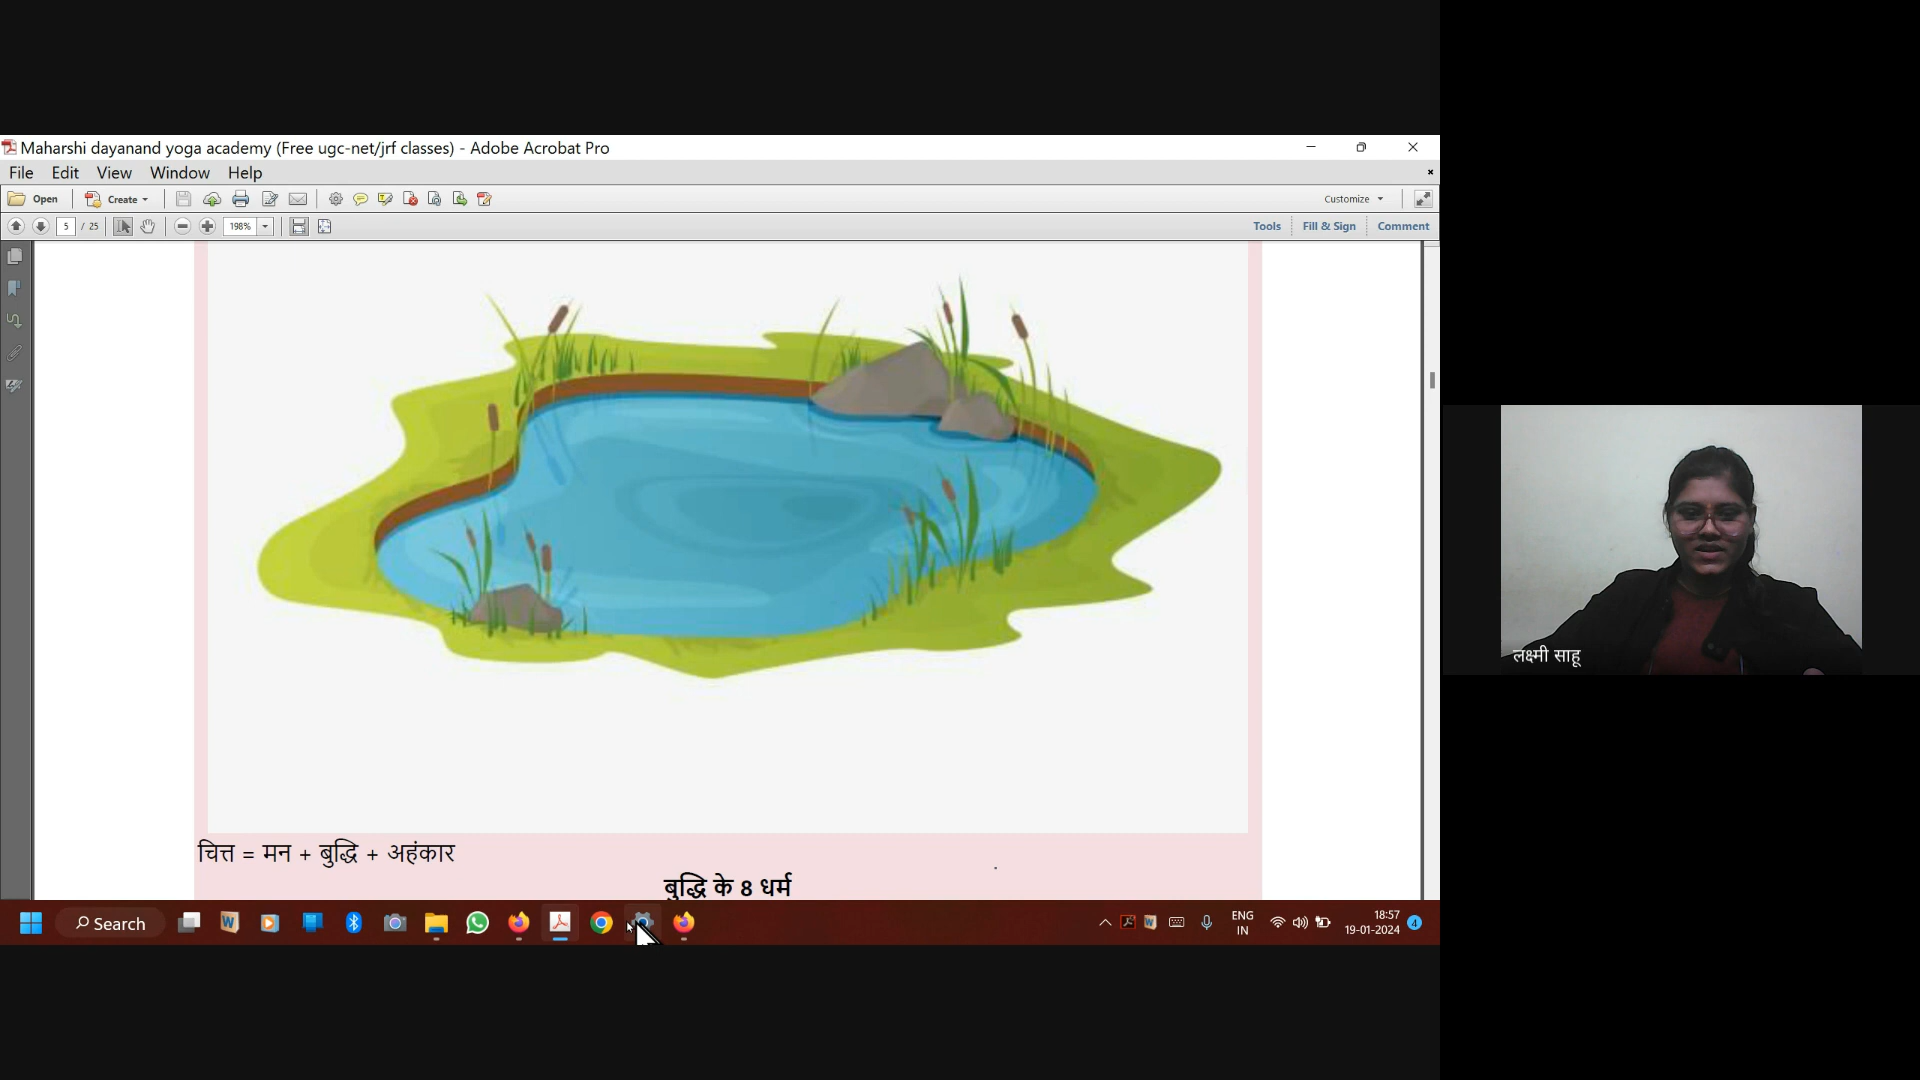 Maharshi dayanand yoga academy (Free ugc-net/jrf classes) - Adobe Acrobat Pro
File Edit View Window Help
Open Create Customize
5 / 25 198% Tools Fill & Sign Comment
चित्त = मन + बुद्धि + अहंकार
बुद्धि के 8 धर्म
लक्ष्मी साहू
Search ENG 18:57
IN 19-01-2024 4